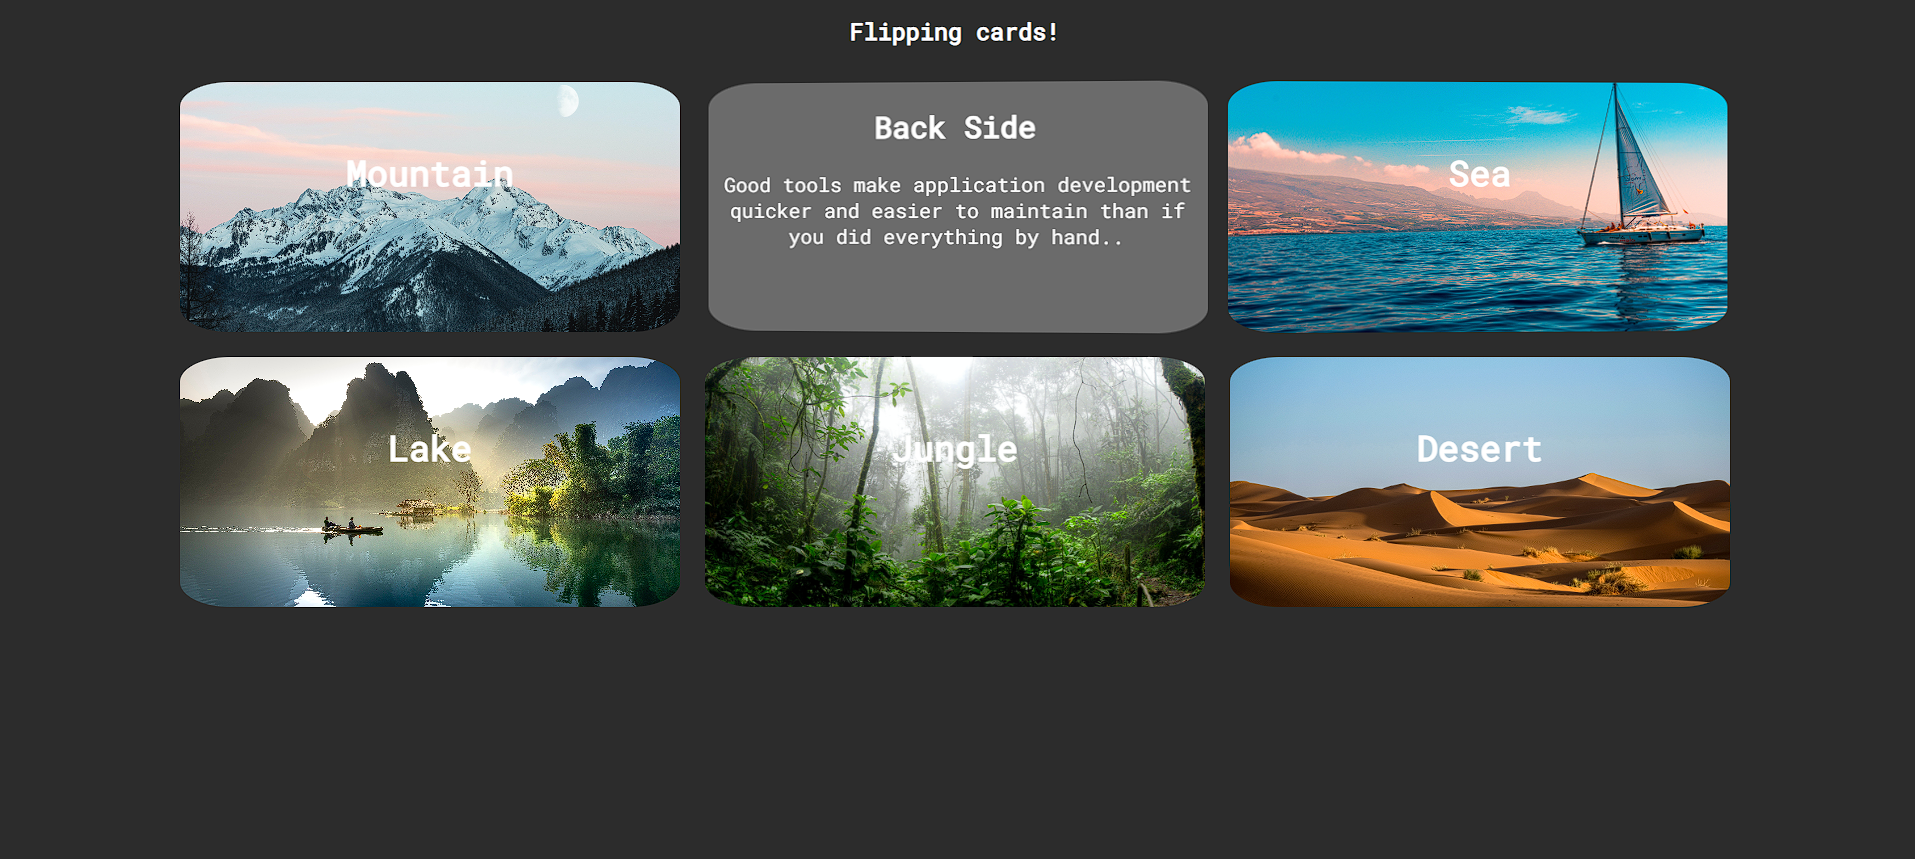 Flipping cards!
Mountain
Back Side
Good tools make application development
quicker and easier to maintain than if
you did everything by hand..
Sea
Lake
Jungle
Desert